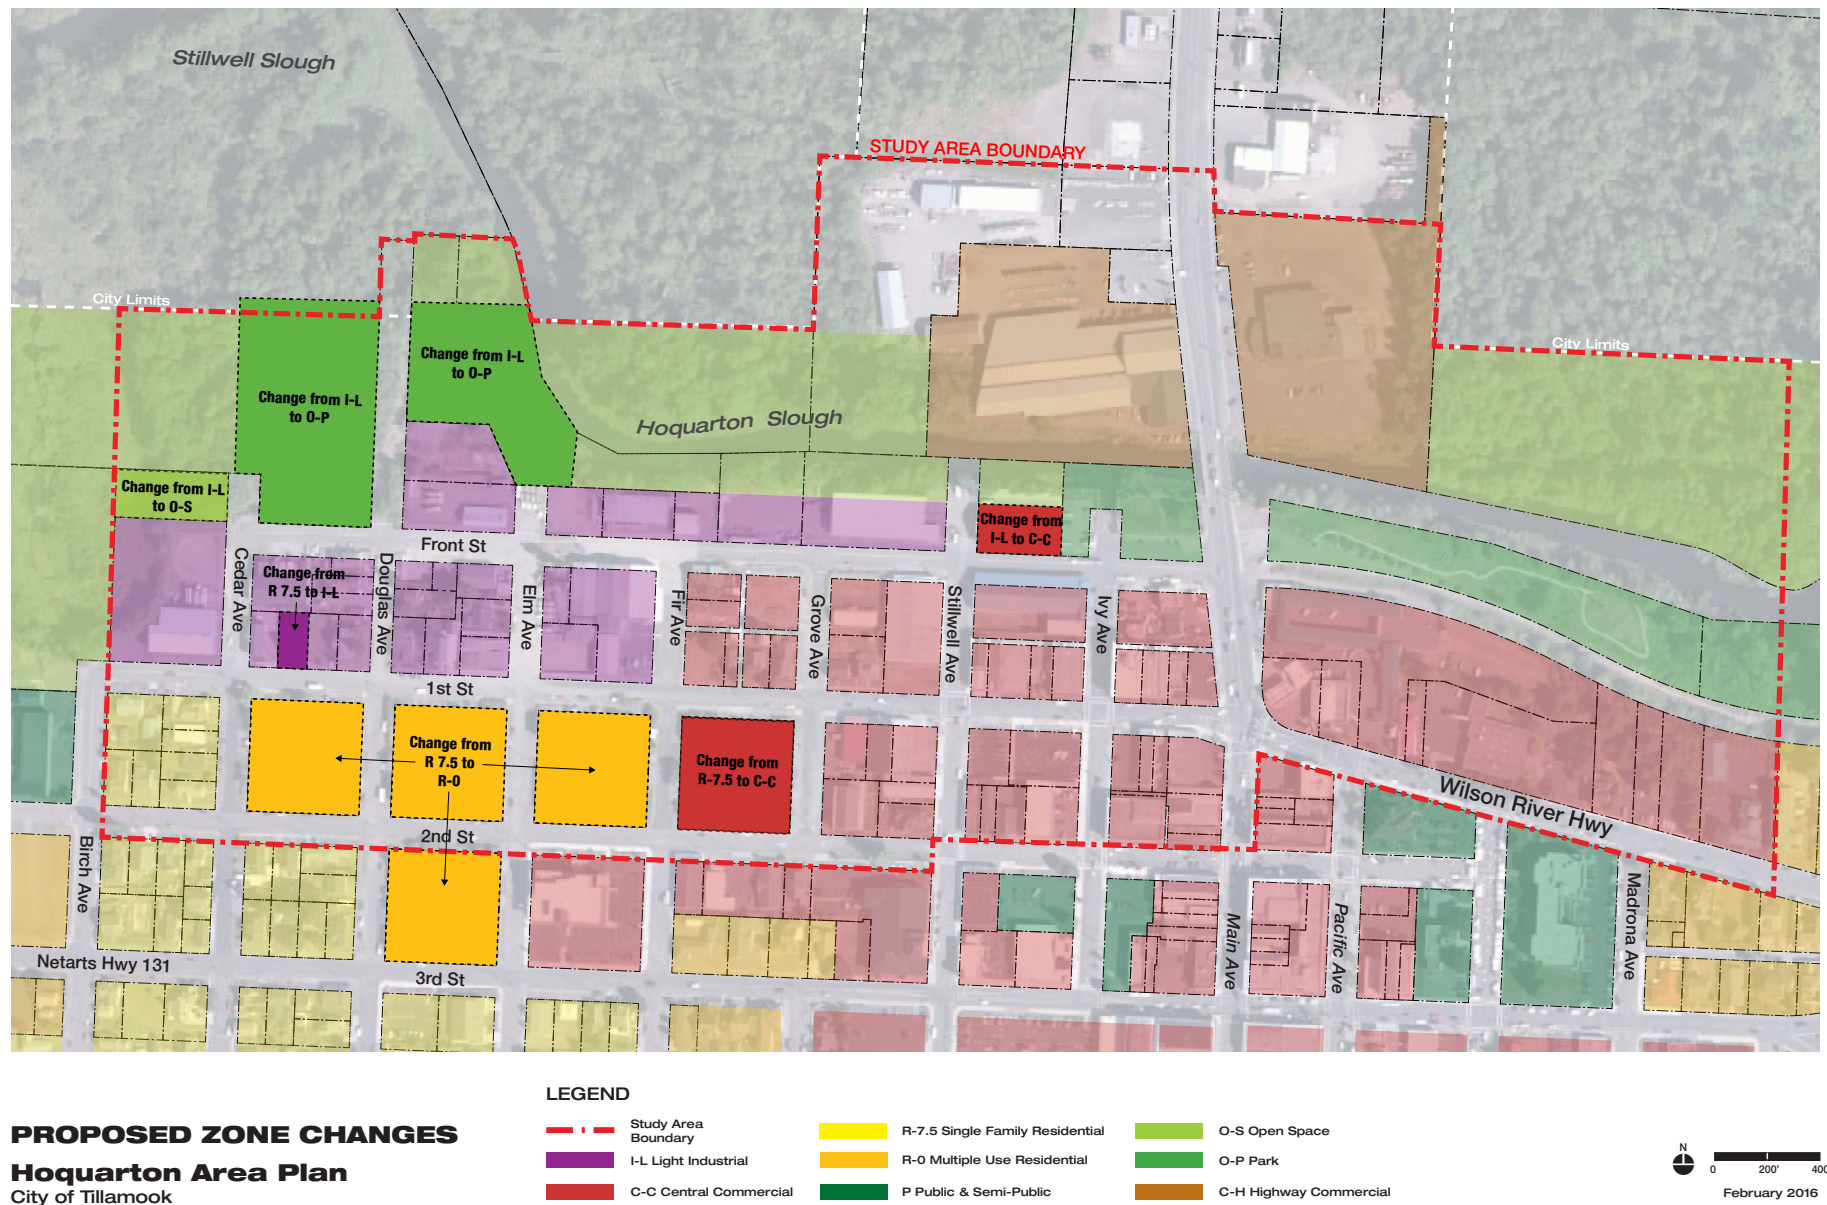 Stillwell Slough
STUDY AREA BOUNDARY
City Limits
City Limits
Change from I-L
to O-P
Change from I-L
to O-P
Hoquarton Slough
Change from I-L
to O-S
Change from
I-L to C-C
Front St
Change from
R 7.5 to I-L
Cedar Ave
Douglas Ave
Elm Ave
Fir Ave
Grove Ave
Stillwell Ave
Ivy Ave
1st St
Change from
R 7.5 to
R-0
Change from
R-7.5 to C-C
Wilson River Hwy
2nd St
Birch Ave
Main Ave
Pacific Ave
Madrona Ave
Netarts Hwy 131
3rd St
PROPOSED ZONE CHANGES
Hoquarton Area Plan
City of Tillamook
LEGEND
Study Area
Boundary
I-L Light Industrial
C-C Central Commercial
R-7.5 Single Family Residential
R-0 Multiple Use Residential
P Public & Semi-Public
O-S Open Space
O-P Park
C-H Highway Commercial
N
0 200' 400
February 2016